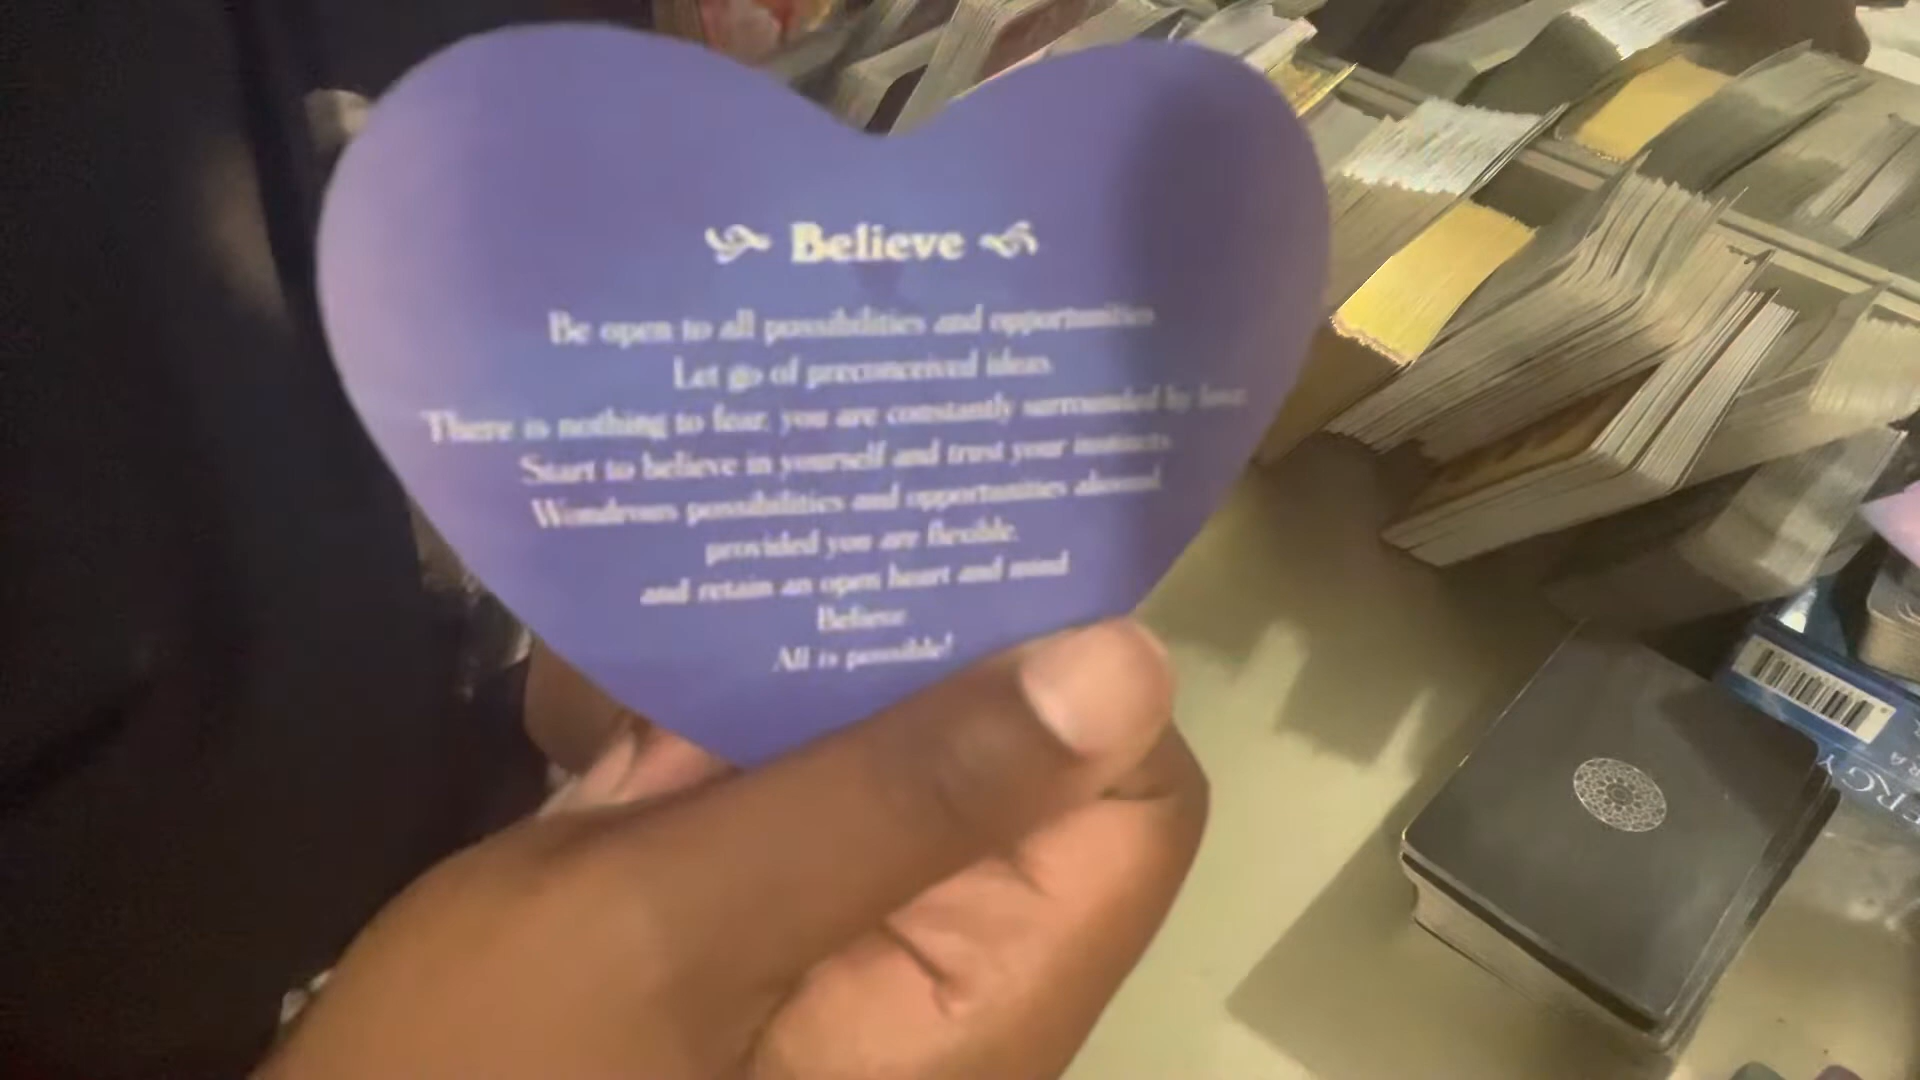 Believe
Be open to all possibilities and opportunities
Let go of preconceived ideas.
There is nothing to fear, you are constantly surrounded by love.
Start to believe in yourself and trust your instincts
Wondrous possibilities and opportunities abound
provided you are flexible,
and retain an open heart and mind
Believe
All is possible!